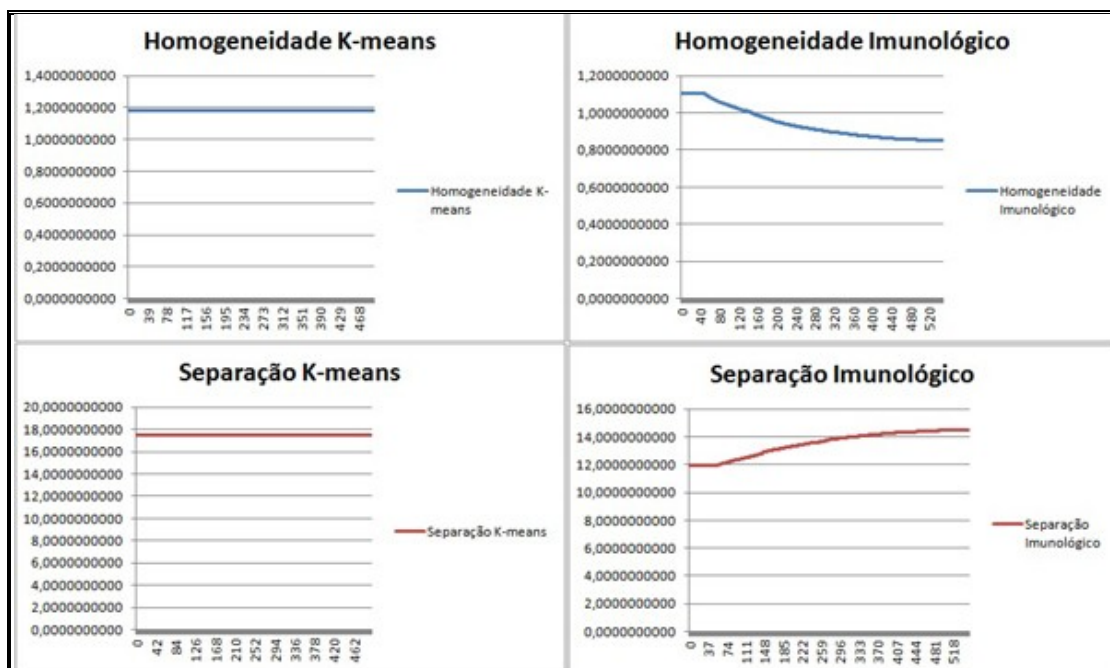 Homogeneidade K-means
1,4000000000
1,2000000000
1,0000000000
0,8000000000
0,6000000000
0,4000000000
0,2000000000
0,0000000000
0 39 78 117 156 195 234 273 312 351 390 429 468
Homogeneidade K-
means
Homogeneidade Imunológico
1,2000000000
1,0000000000
0,8000000000
0,6000000000
0,4000000000
0,2000000000
0,0000000000
0 40 80 120 160 200 240 280 320 360 400 440 480 520
Homogeneidade
Imunológico
Separação K-means
20,0000000000
18,0000000000
16,0000000000
14,0000000000
12,0000000000
10,0000000000
8,0000000000
6,0000000000
4,0000000000
2,0000000000
0,0000000000
0 42 84 126 168 210 252 294 336 378 420 462
Separação K-means
Separação Imunológico
16,0000000000
14,0000000000
12,0000000000
10,0000000000
8,0000000000
6,0000000000
4,0000000000
2,0000000000
0,0000000000
0 37 74 111 148 185 222 259 296 333 370 407 444 481 518
Separação
Imunológico